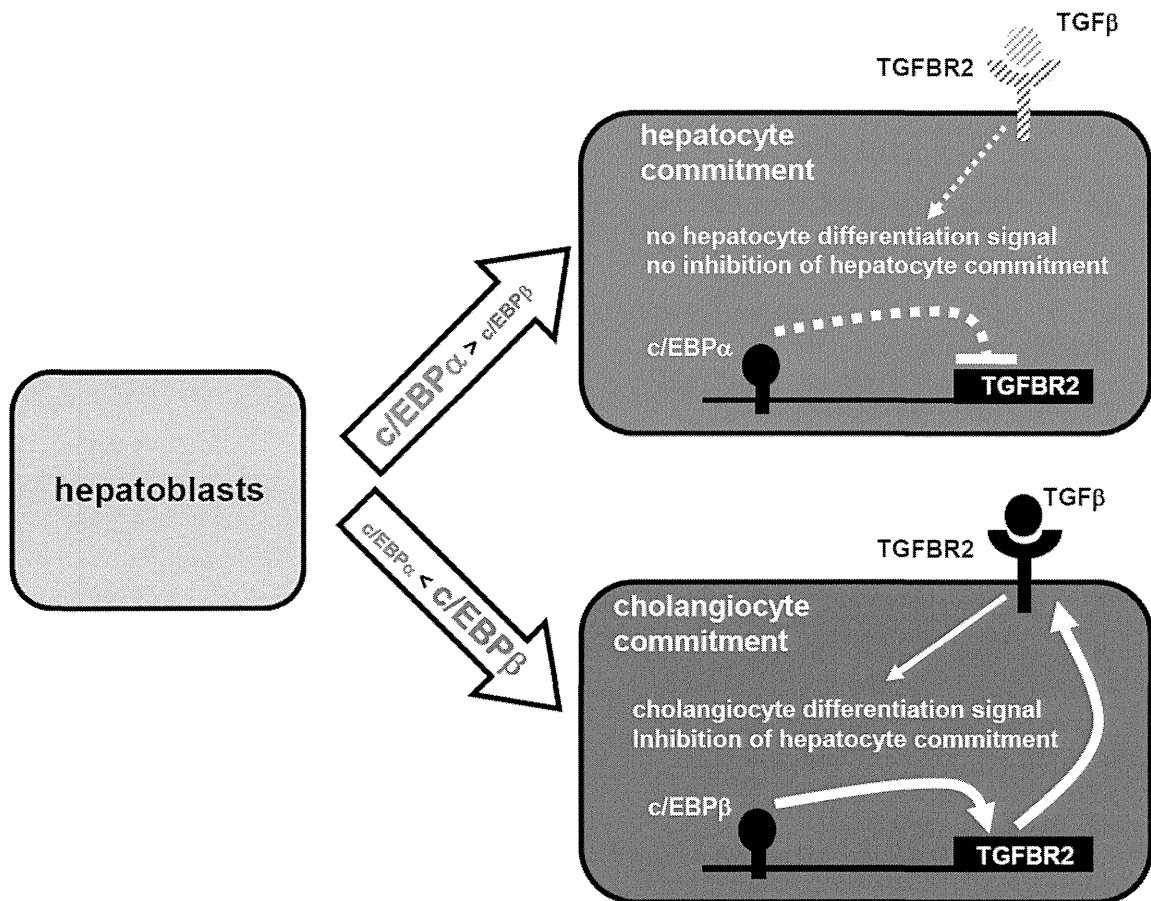 TGFβ
TGFBR2
hepatocyte
commitment
no hepatocyte differentiation signal
no inhibition of hepatocyte commitment
c/EBPα
TGFBR2
c/EBPα > c/EBPβ
hepatoblasts
c/EBPα < c/EBPβ
TGFβ
TGFBR2
cholangiocyte
commitment
cholangiocyte differentiation signal
Inhibition of hepatocyte commitment
c/EBPβ
TGFBR2